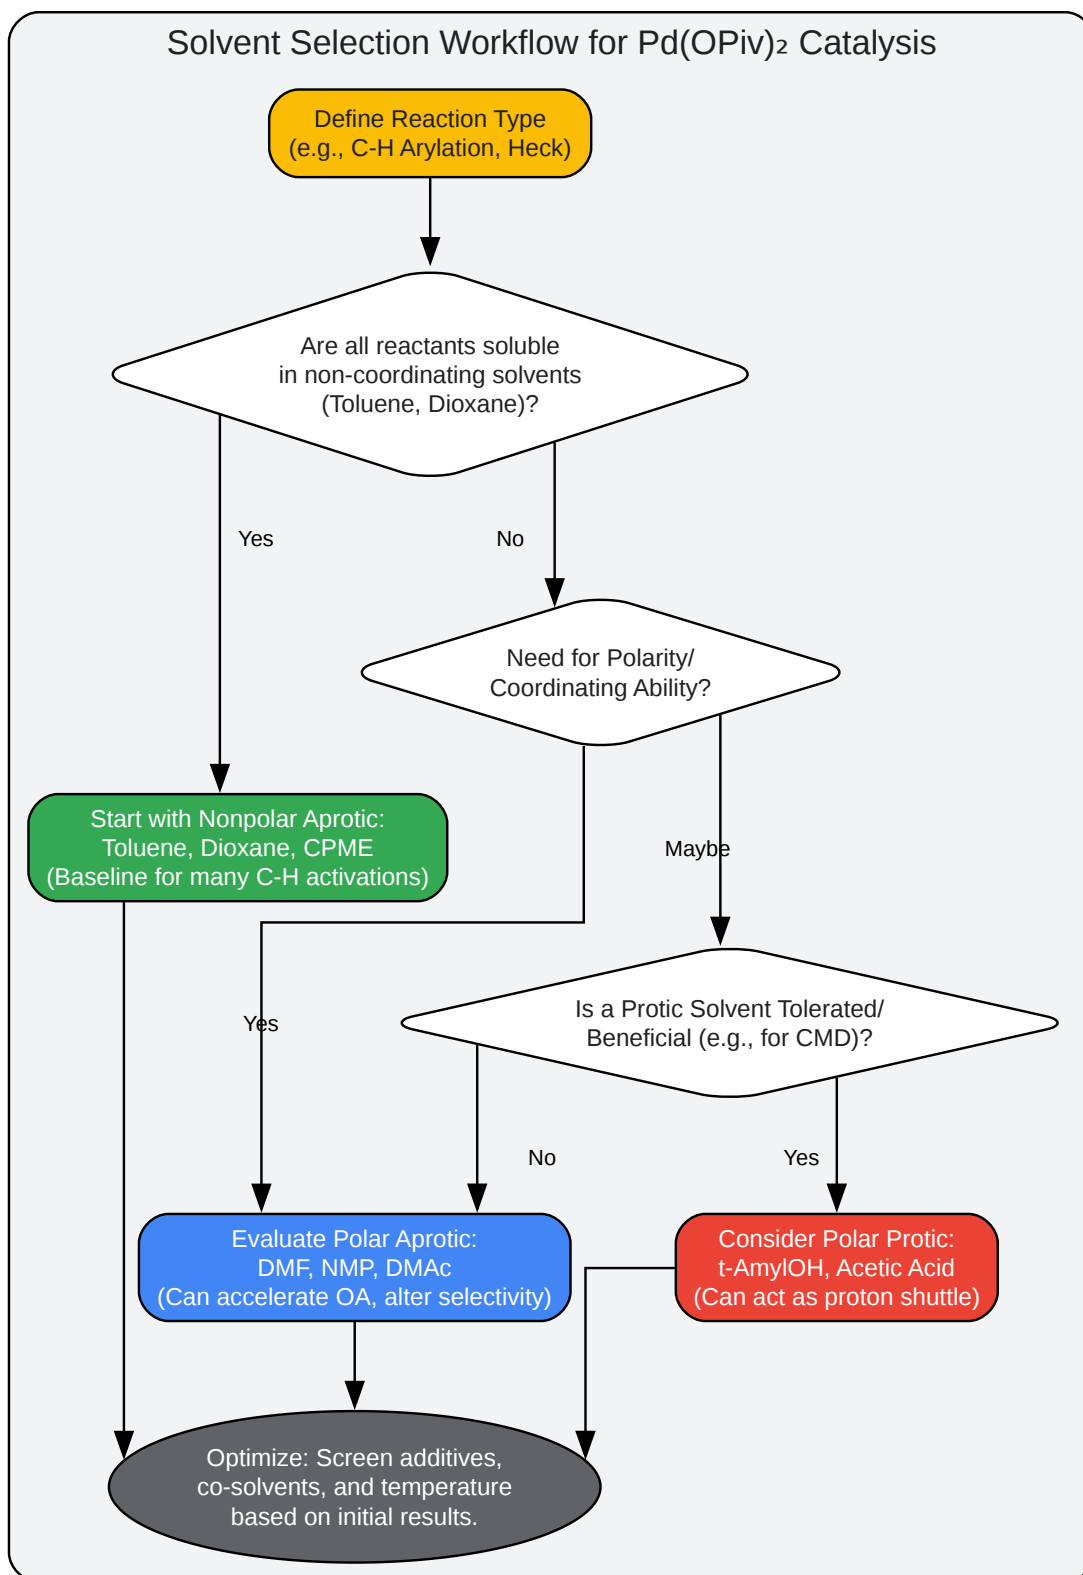 Solvent Selection Workflow for Pd(OPiv)₂ Catalysis
Define Reaction Type
(e.g., C-H Arylation, Heck)
Are all reactants soluble
in non-coordinating solvents
(Toluene, Dioxane)?
Yes
No
Need for Polarity/
Coordinating Ability?
Start with Nonpolar Aprotic:
Toluene, Dioxane, CPME
(Baseline for many C-H activations)
Maybe
Yes
Is a Protic Solvent Tolerated/
Beneficial (e.g., for CMD)?
No
Yes
Evaluate Polar Aprotic:
DMF, NMP, DMAc
(Can accelerate OA, alter selectivity)
Consider Polar Protic:
t-AmylOH, Acetic Acid
(Can act as proton shuttle)
Optimize: Screen additives,
co-solvents, and temperature
based on initial results.